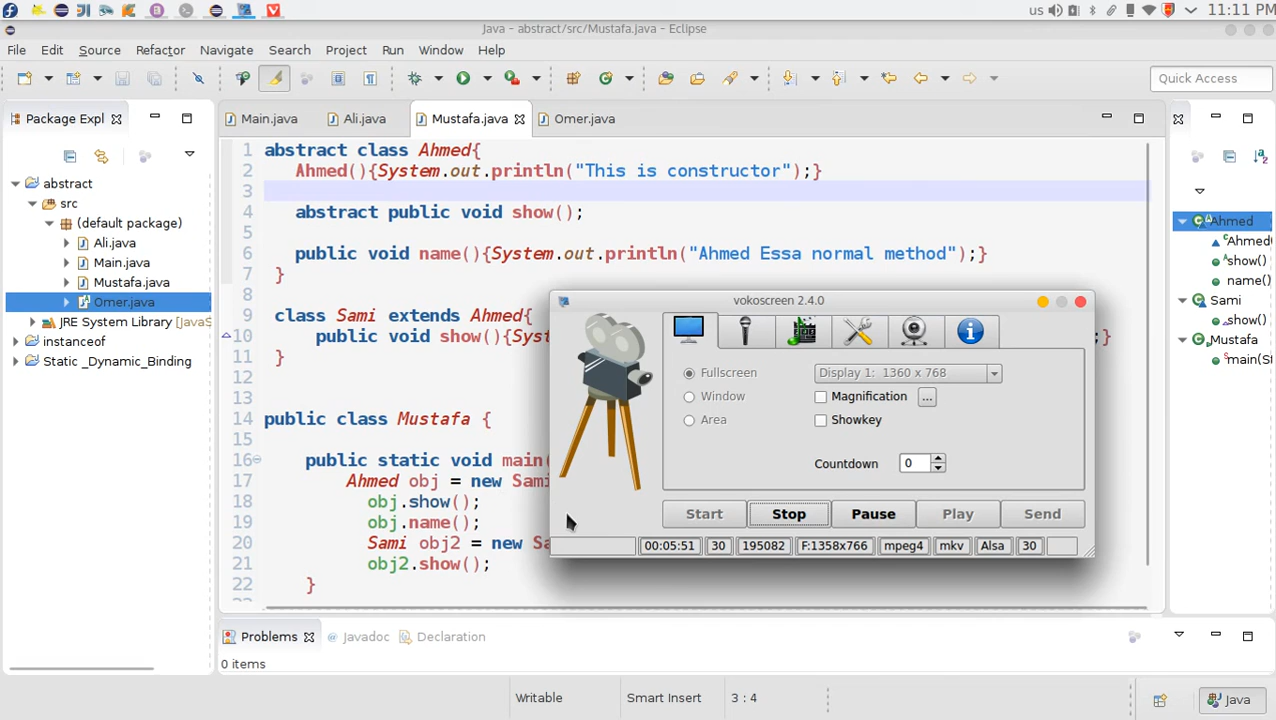 us 11:11 PM
Java - abstract/src/Mustafa.java - Eclipse
File Edit Source Refactor Navigate Search Project Run Window Help
Quick Access
Package Expl
Main.java Ali.java Mustafa.java Omer.java
abstract
src
(default package)
Ali.java
Main.java
Mustafa.java
Omer.java
JRE System Library [JavaS
instanceof
Static _Dynamic_Binding
1 abstract class Ahmed{
2 Ahmed(){System.out.println("This is constructor");}
3
4 abstract public void show();
5
6 public void name(){System.out.println("Ahmed Essa normal method");}
7 }
8
9 class Sami extends Ahmed{
10 public void show(){Sys ;}
11 }
12
13
14 public class Mustafa {
15
16 public static void main(
17 Ahmed obj = new Sami
18 obj.show();
19 obj.name();
20 Sami obj2 = new S
21 obj2.show();
22 }
Ahmed
Ahmed(
show()
name()
Sami
show()
Mustafa
main(S
vokoscreen 2.4.0
Fullscreen Display 1: 1360 x 768
Window Magnification ...
Area Showkey
Countdown 0
Start Stop Pause Play Send
00:05:51 30 195082 F:1358x766 mpeg4 mkv Alsa 30
Problems Javadoc Declaration
0 items
Writable Smart Insert 3 : 4 Java